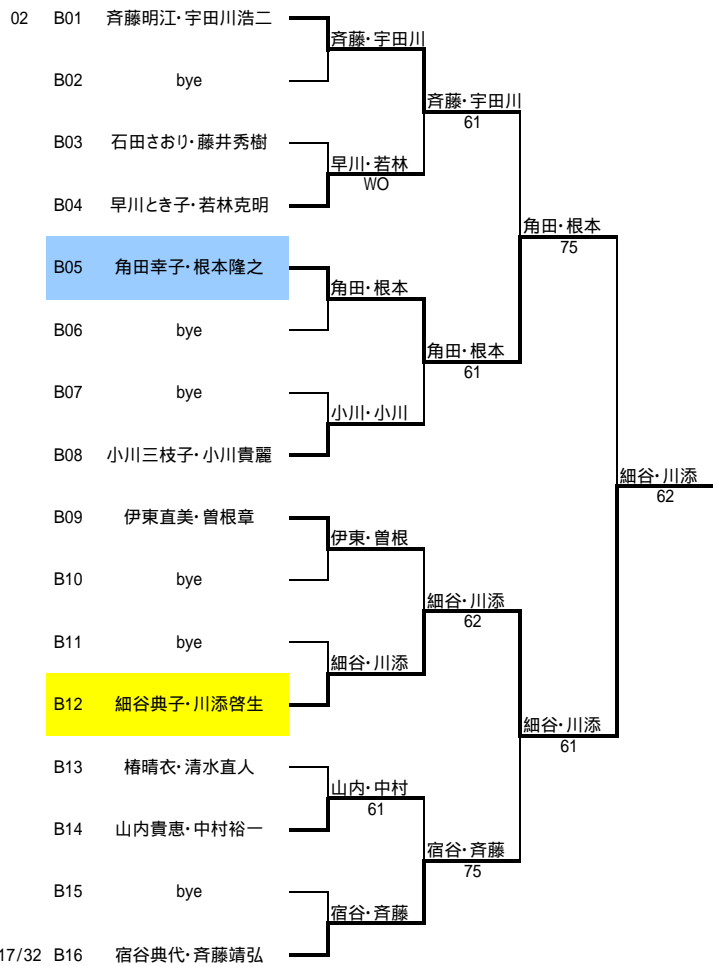 02 B01 斉藤明江・宇田川浩二
斉藤・宇田川
B02 bye
斉藤・宇田川
61
B03 石田さおり・藤井秀樹
早川・若林
WO
B04 早川とき子・若林克明
角田・根本
75
B05 角田幸子・根本隆之
角田・根本
B06 bye
角田・根本
61
B07 bye
小川・小川
B08 小川三枝子・小川貴麗
細谷・川添
62
B09 伊東直美・曽根章
伊東・曽根
B10 bye
細谷・川添
62
B11 bye
細谷・川添
B12 細谷典子・川添啓生
細谷・川添
61
B13 椿晴衣・清水直人
山内・中村
61
B14 山内貴恵・中村裕一
宿谷・斉藤
75
B15 bye
宿谷・斉藤
17/32 B16 宿谷典代・斉藤靖弘